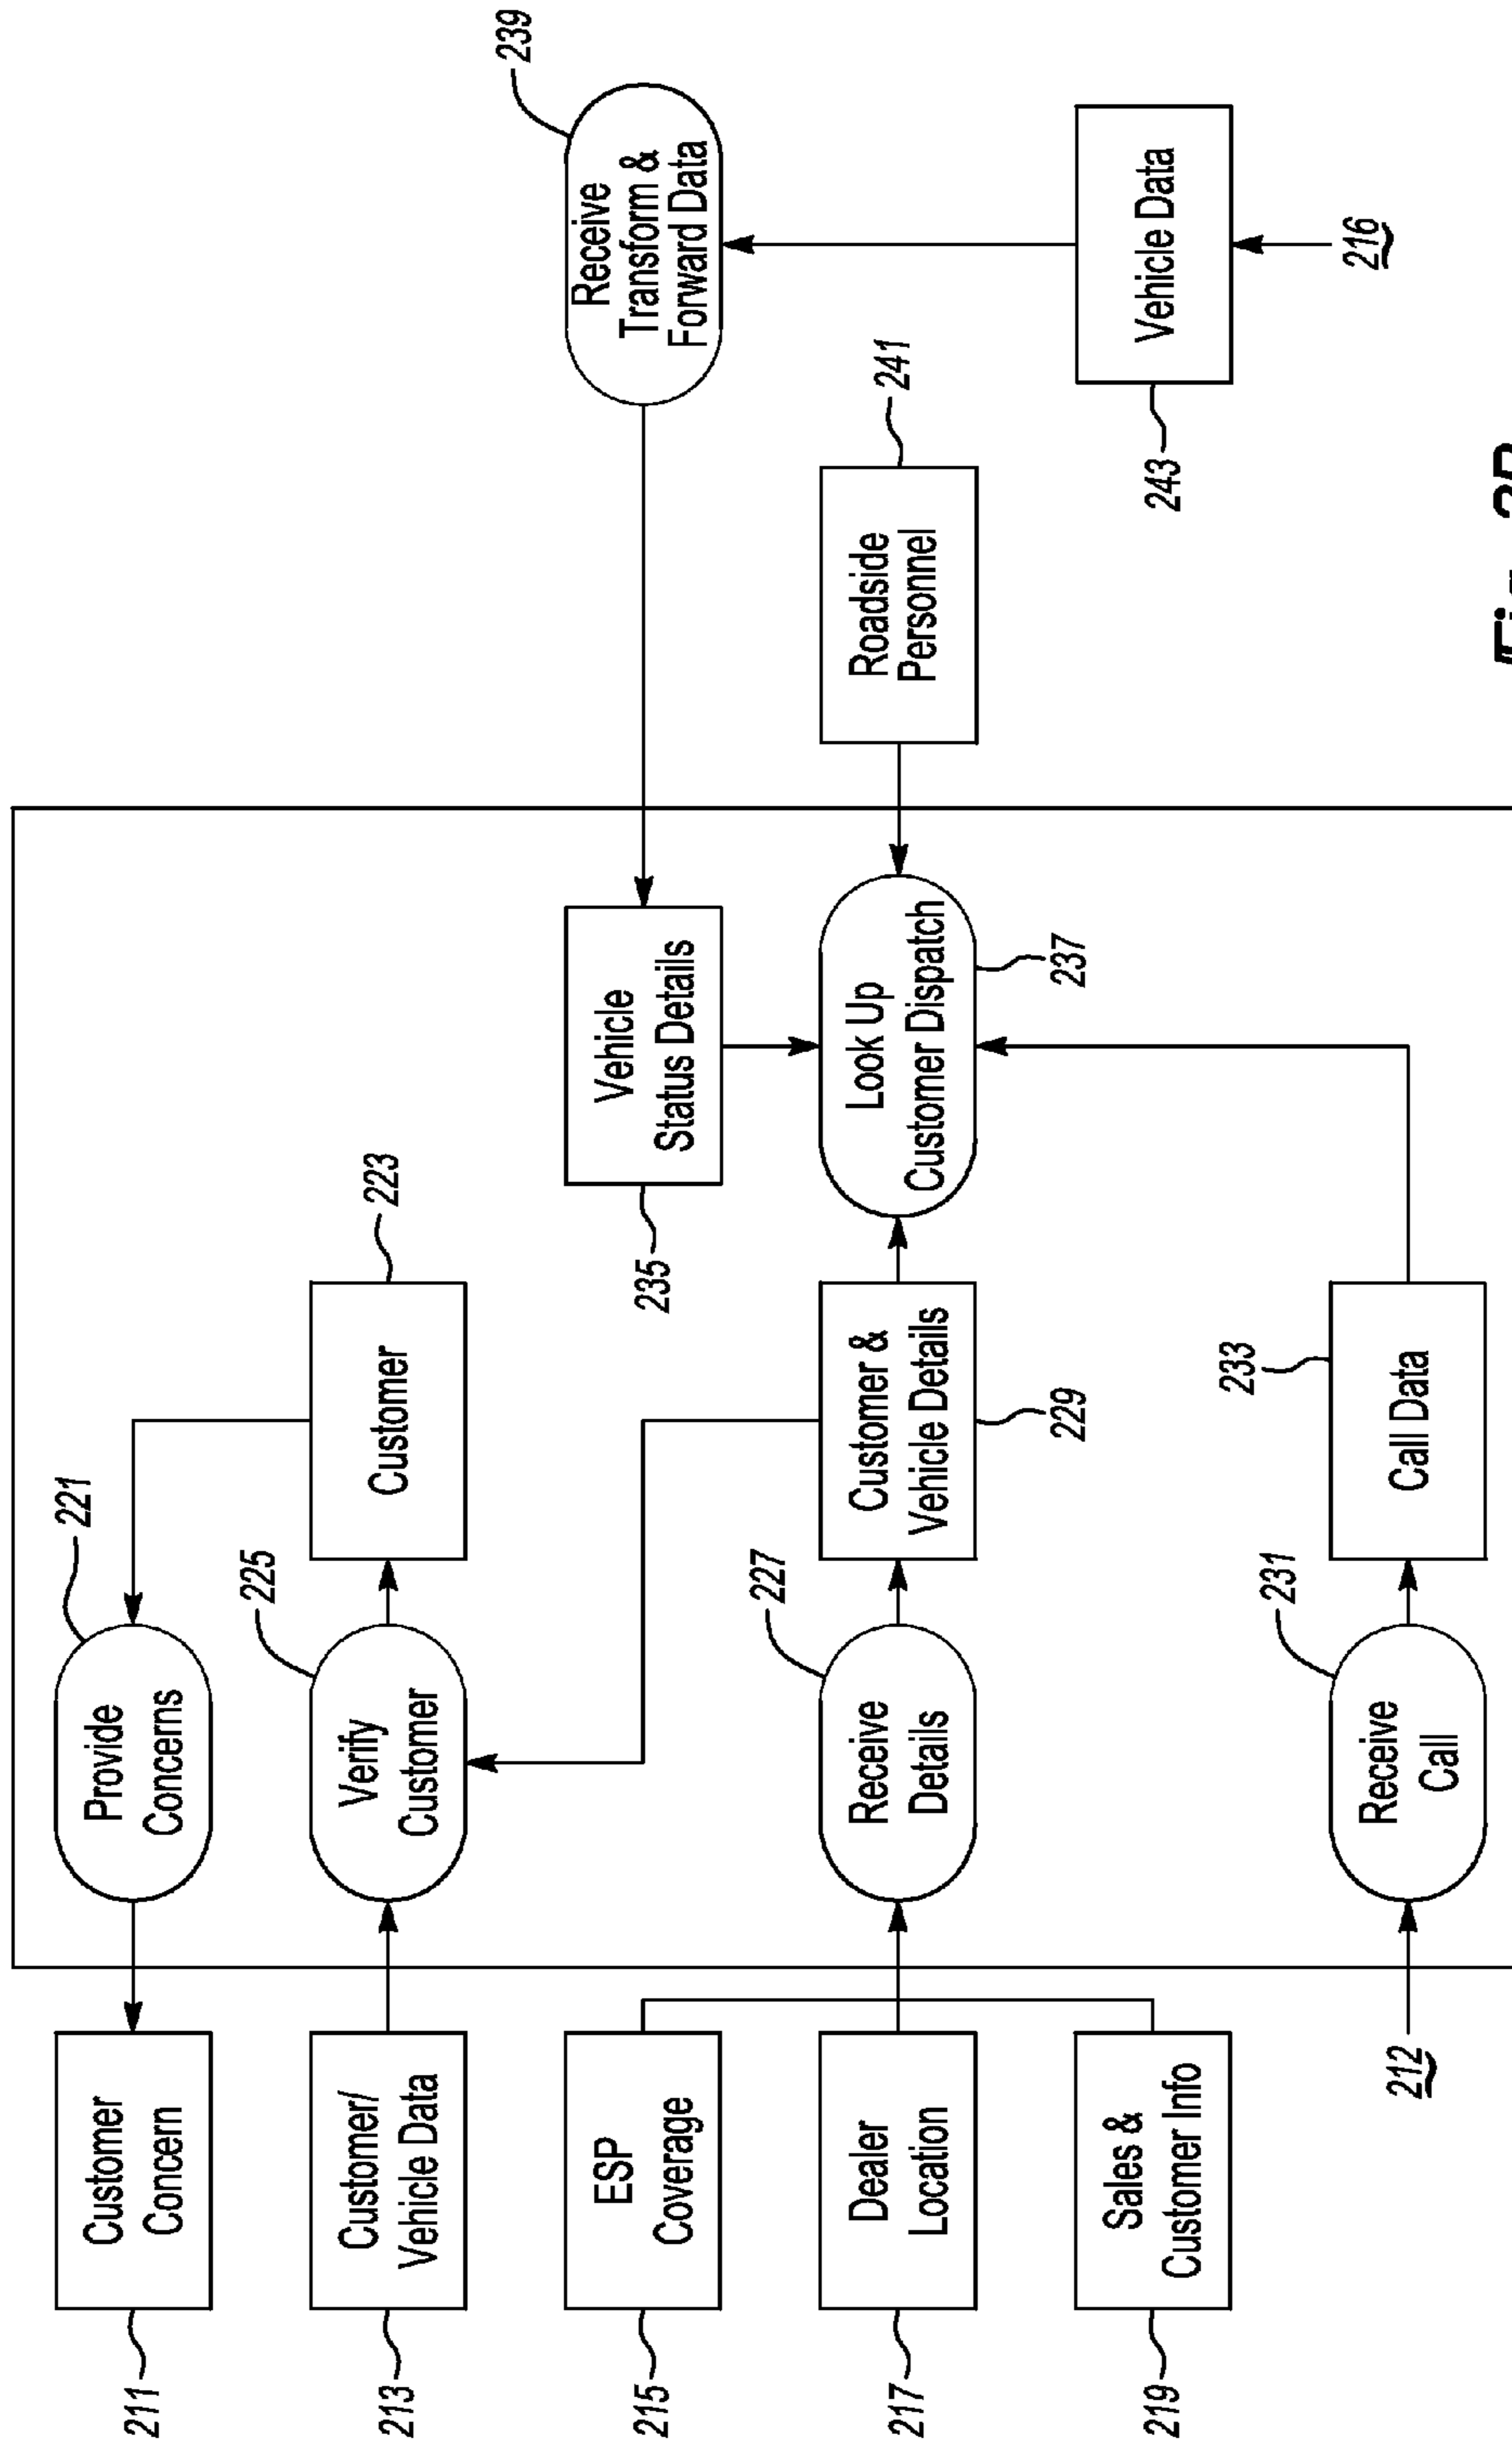 221
211
Customer
Concern
Provide
Concerns
225
213
Customer/
Vehicle Data
Verify
Customer
Customer
223
239
215
ESP
Coverage
235
Vehicle
Status Details
Receive
Transform &
Forward Data
227
217
Dealer
Location
Receive
Details
Customer &
Vehicle Details
Look Up
Customer Dispatch
Roadside
Personnel
241
229
237
219
Sales &
Customer Info
243
Vehicle Data
231
233
216
212
Receive
Call
Call Data